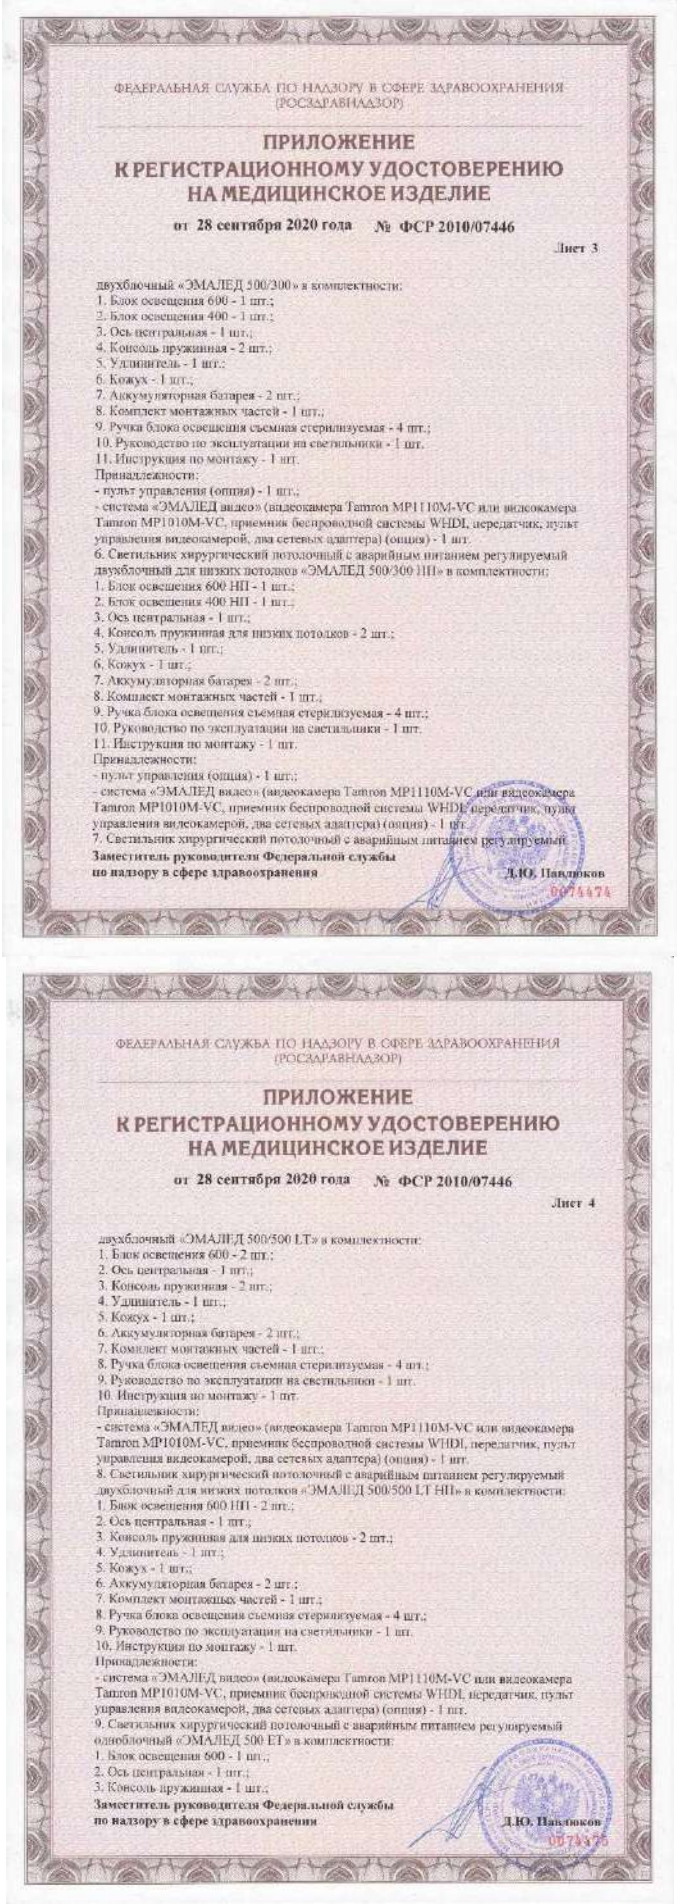 ФЕДЕРАЛЬНАЯ СЛУЖБА ПО НАДЗОРУ В СФЕРЕ ЗДРАВООХРАНЕНИЯ
(РОСЗДРАВНАДЗОР)
ПРИЛОЖЕНИЕ
К РЕГИСТРАЦИОННОМУ УДОСТОВЕРЕНИЮ
НА МЕДИЦИНСКОЕ ИЗДЕЛИЕ
от 28 сентября 2020 года № ФСР 2010/07446
Лист 3
двухблочный «ЭМАЛЕД 500/300» в комплектности:
1. Блок освещения 600 - 1 шт.;
2. Блок освещения 400 - 1 шт.;
3. Ось центральная - 1 шт.;
4. Консоль пружинная - 2 шт.;
5. Удлинитель - 1 шт.;
6. Кожух - 1 шт.;
7. Аккумуляторная батарея - 2 шт.;
8. Комплект монтажных частей - 1 шт.;
9. Ручка блока освещения съемная стерилизуемая - 4 шт.;
10. Руководство по эксплуатации на светильники - 1 шт.
11. Инструкция по монтажу - 1 шт.
Принадлежности:
- пульт управления (опция) - 1 шт.;
- система «ЭМАЛЕД видео» (видеокамера Tamron MP1110M-VC или видеокамера
Tamron MP1010M-VC, приемник беспроводной системы WHDI, передатчик, пульт
управления видеокамерой, два сетевых адаптера) (опция) - 1 шт.
6. Светильник хирургический потолочный с аварийным питанием регулируемый
двухблочный для низких потолков «ЭМАЛЕД 500/300 НП» в комплектности:
1. Блок освещения 600 НП - 1 шт.;
2. Блок освещения 400 НП - 1 шт.;
3. Ось центральная - 1 шт.;
4. Консоль пружинная для низких потолков - 2 шт.;
5. Удлинитель - 1 шт.;
6. Кожух - 1 шт.;
7. Аккумуляторная батарея - 2 шт.;
8. Комплект монтажных частей - 1 шт.;
9. Ручка блока освещения съемная стерилизуемая - 4 шт.;
10. Руководство по эксплуатации на светильники - 1 шт.
11. Инструкция по монтажу - 1 шт.
Принадлежности:
- пульт управления (опция) - 1 шт.;
- система «ЭМАЛЕД видео» (видеокамера Tamron MP1110M-VC или видеокамера
Tamron MP1010M-VC, приемник беспроводной системы WHDI, передатчик, пульт
управления видеокамерой, два сетевых адаптера) (опция) - 1 шт.
7. Светильник хирургический потолочный с аварийным питанием регулируемый
Заместитель руководителя Федеральной службы
по надзору в сфере здравоохранения Д.Ю. Павлюков
0074474
ФЕДЕРАЛЬНАЯ СЛУЖБА ПО НАДЗОРУ В СФЕРЕ ЗДРАВООХРАНЕНИЯ
(РОСЗДРАВНАДЗОР)
ПРИЛОЖЕНИЕ
К РЕГИСТРАЦИОННОМУ УДОСТОВЕРЕНИЮ
НА МЕДИЦИНСКОЕ ИЗДЕЛИЕ
от 28 сентября 2020 года № ФСР 2010/07446
Лист 4
двухблочный «ЭМАЛЕД 500/500 LT» в комплектности:
1. Блок освещения 600 - 2 шт.;
2. Ось центральная - 1 шт.;
3. Консоль пружинная - 2 шт.;
4. Удлинитель - 1 шт.;
5. Кожух - 1 шт.;
6. Аккумуляторная батарея - 2 шт.;
7. Комплект монтажных частей - 1 шт.;
8. Ручка блока освещения съемная стерилизуемая - 4 шт.;
9. Руководство по эксплуатации на светильники - 1 шт.
10. Инструкция по монтажу - 1 шт.
Принадлежности:
- система «ЭМАЛЕД видео» (видеокамера Tamron MP1110M-VC или видеокамера
Tamron MP1010M-VC, приемник беспроводной системы WHDI, передатчик, пульт
управления видеокамерой, два сетевых адаптера) (опция) - 1 шт.
8. Светильник хирургический потолочный с аварийным питанием регулируемый
двухблочный для низких потолков «ЭМАЛЕД 500/500 LT НП» в комплектности:
1. Блок освещения 600 НП - 2 шт.;
2. Ось центральная - 1 шт.;
3. Консоль пружинная для низких потолков - 2 шт.;
4. Удлинитель - 1 шт.;
5. Кожух - 1 шт.;
6. Аккумуляторная батарея - 2 шт.;
7. Комплект монтажных частей - 1 шт.;
8. Ручка блока освещения съемная стерилизуемая - 4 шт.;
9. Руководство по эксплуатации на светильники - 1 шт.
10. Инструкция по монтажу - 1 шт.
Принадлежности:
- система «ЭМАЛЕД видео» (видеокамера Tamron MP1110M-VC или видеокамера
Tamron MP1010M-VC, приемник беспроводной системы WHDI, передатчик, пульт
управления видеокамерой, два сетевых адаптера) (опция) - 1 шт.
9. Светильник хирургический потолочный с аварийным питанием регулируемый
одноблочный «ЭМАЛЕД 500 ЕТ» в комплектности:
1. Блок освещения 600 - 1 шт.;
2. Ось центральная - 1 шт.;
3. Консоль пружинная - 1 шт.;
Заместитель руководителя Федеральной службы
по надзору в сфере здравоохранения Д.Ю. Павлюков
0074475